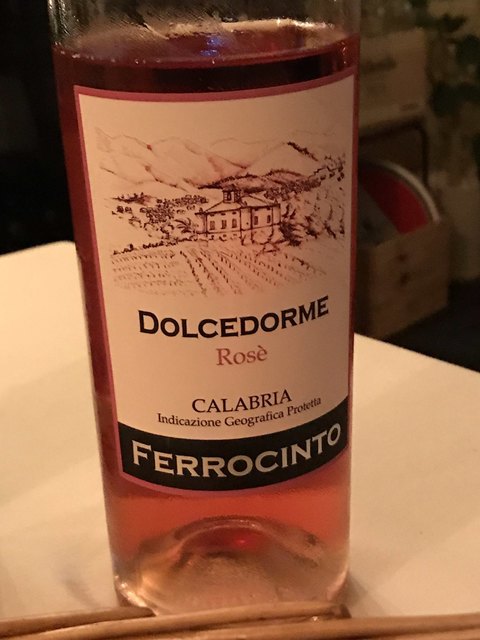 DOLCEDORME
Rosè
CALABRIA
Indicazione Geografica Protetta
FERROCINTO